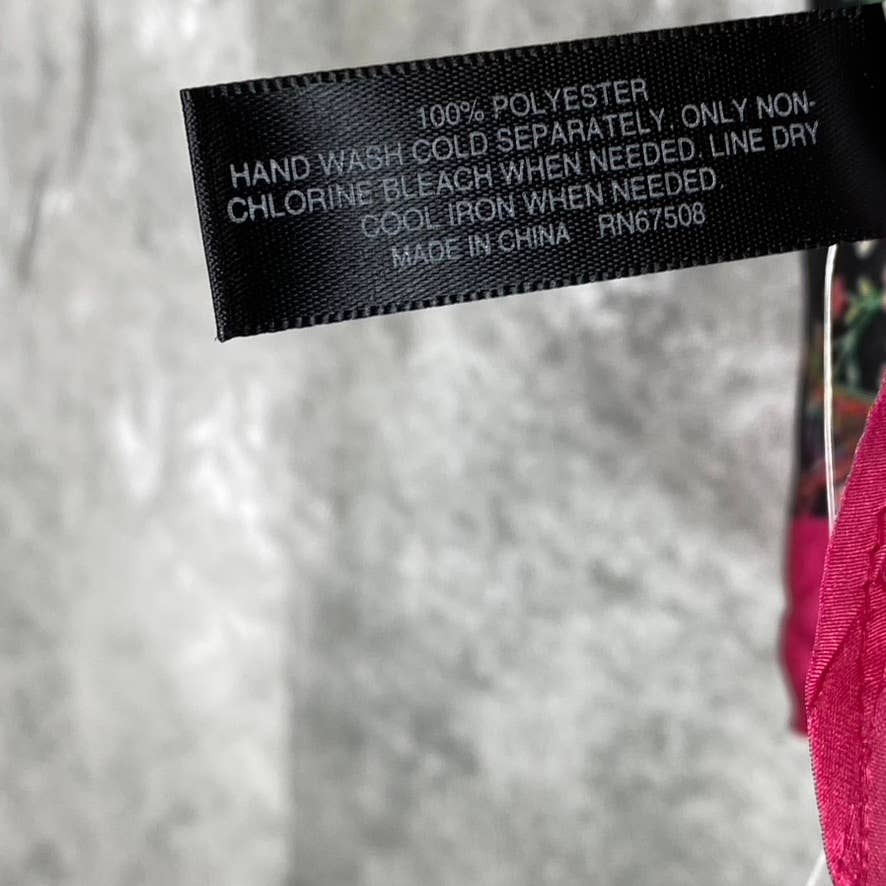 100% POLYESTER
HAND WASH COLD SEPARATELY. ONLY NON-
CHLORINE BLEACH WHEN NEEDED. LINE DRY
COOL IRON WHEN NEEDED.
MADE IN CHINA RN67508